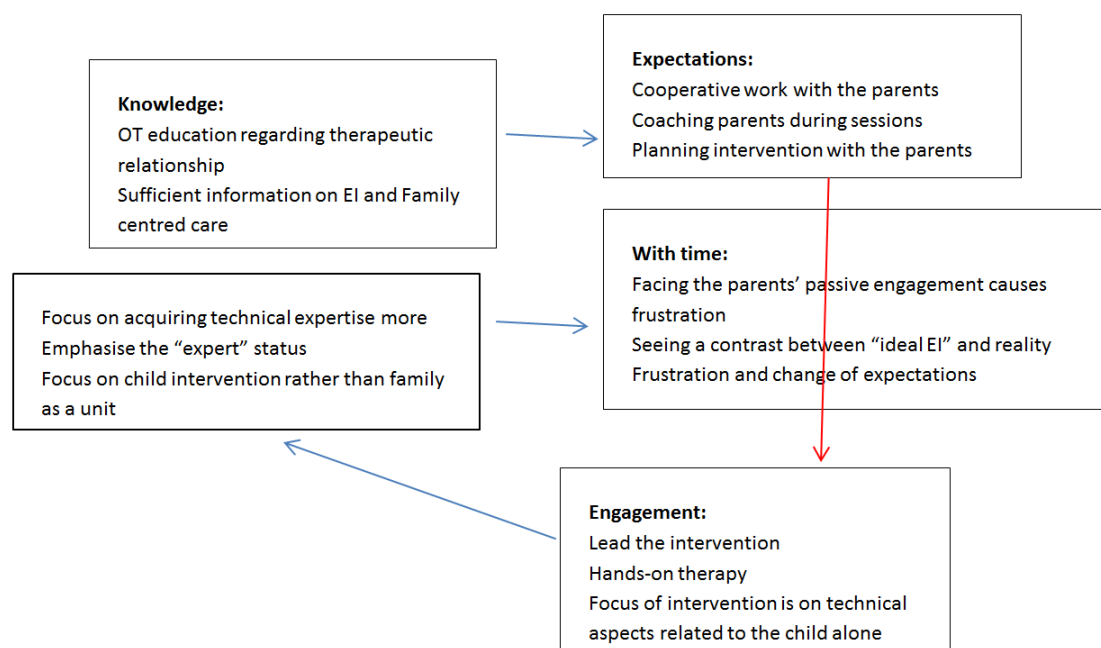 Knowledge:
OT education regarding therapeutic
relationship
Sufficient information on EI and Family
centred care
Expectations:
Cooperative work with the parents
Coaching parents during sessions
Planning intervention with the parents
With time:
Facing the parents’ passive engagement causes
frustration
Seeing a contrast between “ideal EI” and reality
Frustration and change of expectations
Focus on acquiring technical expertise more
Emphasise the “expert” status
Focus on child intervention rather than family
as a unit
Engagement:
Lead the intervention
Hands-on therapy
Focus of intervention is on technical
aspects related to the child alone